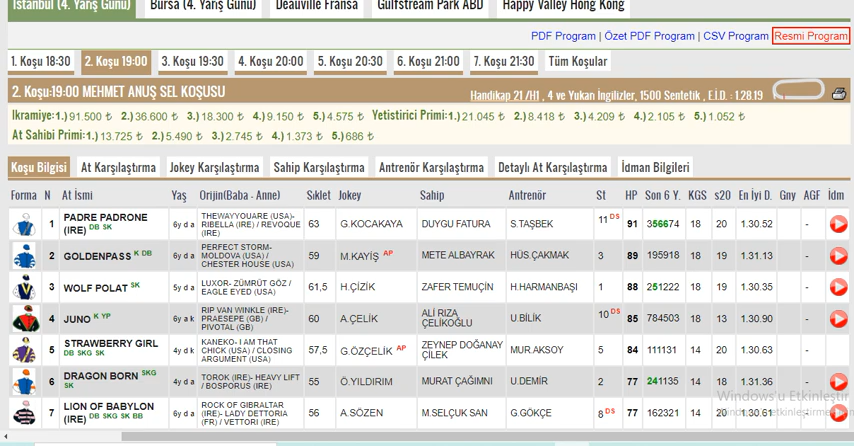 İstanbul (4. Yarış Günü) Bursa (4. Yarış Günü) Deauville Fransa Gulfstream Park ABD Happy Valley Hong Kong
PDF Program | Özet PDF Program | CSV Program Resmi Program
1. Koşu 18:30 2. Koşu 19:00 3. Koşu 19:30 4. Koşu 20:00 5. Koşu 20:30 6. Koşu 21:00 7. Koşu 21:30 Tüm Koşular
2. Koşu:19:00 MEHMET ANUŞ SEL KOŞUSU Handikap 21 /H1 , 4 ve Yukarı İngilizler, 1500 Sentetik , E.İ.D. : 1.28.19
Ikramiye:1.) 91.500 ₺ 2.) 36.600 ₺ 3.) 18.300 ₺ 4.) 9.150 ₺ 5.) 4.575 ₺ Yetistirici Primi:1.) 21.045 ₺ 2.) 8.418 ₺ 3.) 4.209 ₺ 4.) 2.105 ₺ 5.) 1.052 ₺
At Sahibi Primi:1.) 13.725 ₺ 2.) 5.490 ₺ 3.) 2.745 ₺ 4.) 1.373 ₺ 5.) 686 ₺
Koşu Bilgisi At Karşılaştırma Jokey Karşılaştırma Sahip Karşılaştırma Antrenör Karşılaştırma Detaylı At Karşılaştırma İdman Bilgileri
Forma N At İsmi Yaş Orijin(Baba - Anne) Sıklet Jokey Sahip Antrenör St HP Son 6 Y. KGS s20 En İyi D. Gny AGF İdm
1 PADRE PADRONE (IRE) DB SK 6y d a THEWAYYOUARE (USA)- RIBELLA (IRE) / REVOQUE (IRE) 63 G.KOCAKAYA DUYGU FATURA S.TAŞBEK 11 DS 91 356674 18 20 1.30.52 -
2 GOLDENPASS K DB 6y d a PERFECT STORM- MOLDOVA (USA) / CHESTER HOUSE (USA) 59 M.KAYİŞ AP METE ALBAYRAK HÜS.ÇAKMAK 3 89 195918 18 19 1.31.13 -
3 WOLF POLAT SK 5y d a LUXOR- ZÜMRÜT GÖZ / EAGLE EYED (USA) 61,5 H.ÇİZİK ZAFER TEMUÇİN H.HARMANBAŞI 1 88 251222 18 19 1.30.35 -
4 JUNO K YP 6y a k RIP VAN WINKLE (IRE)- PRAESEPE (GB) / PIVOTAL (GB) 60 A.ÇELİK ALİ RIZA ÇELİKOĞLU U.BİLİK 10 DS 85 784503 18 13 1.30.90 -
5 STRAWBERRY GIRL DB SKG SK 4y d k KANEKO- I AM THAT CHICK (USA) / CLOSING ARGUMENT (USA) 57,5 G.ÖZÇELİK AP ZEYNEP DOĞANAY ÇİLEK MUR.AKSOY 5 84 111131 14 20 1.30.63 -
6 DRAGON BORN SKG SK 4y d a TOROK (IRE)- HEAVY LIFT / BOSPORUS (IRE) 55 Ö.YILDIRIM MURAT ÇAĞIMNI U.DEMİR 2 77 241135 14 18 1.31.36 -
7 LION OF BABYLON (IRE) DB SKG SK BB 6y d a (IRE)- LADY DETTORIA (FR) / VETTORI (IRE) 56 A.SÖZEN M.SELÇUK SAN G.GÖKÇE 8 DS 77 162321 14 20 1.30.61 -
Windows'u Etkinleştir